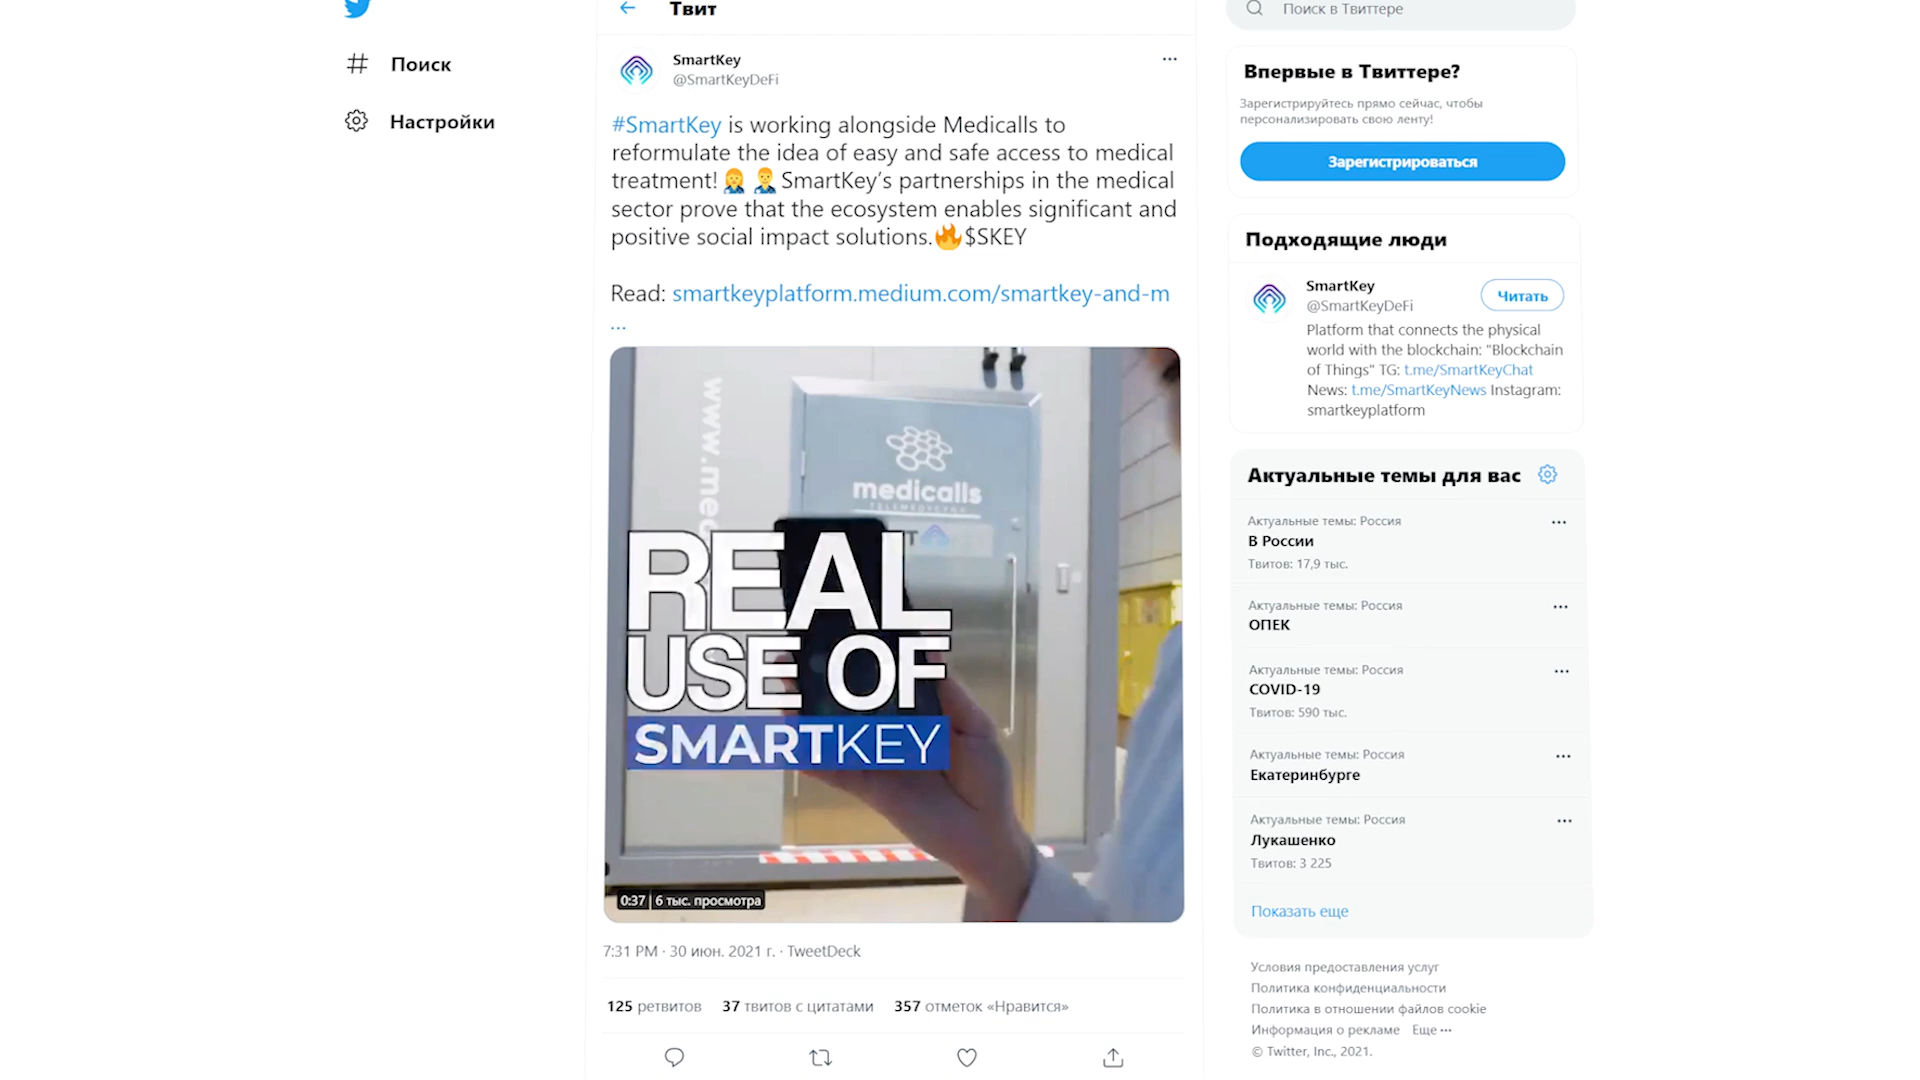 Твит
Поиск
Настройки
SmartKey
@SmartKeyDeFi
#SmartKey is working alongside Medicalls to
reformulate the idea of easy and safe access to medical
treatment! SmartKey's partnerships in the medical
sector prove that the ecosystem enables significant and
positive social impact solutions. $SKEY
Read: smartkeyplatform.medium.com/smartkey-and-m
...
www.med
medicalls
TELEMEDYCYNA
REAL
USE OF
SMARTKEY
0:37 | 6 тыс. просмотра
7:31 PM · 30 июн. 2021 г. · TweetDeck
125 ретвитов 37 твитов с цитатами 357 отметок «Нравится»
Поиск в Твиттере
Впервые в Твиттере?
Зарегистрируйтесь прямо сейчас, чтобы
персонализировать свою ленту!
Зарегистрироваться
Подходящие люди
SmartKey
@SmartKeyDeFi
Читать
Platform that connects the physical
world with the blockchain: "Blockchain
of Things" TG: t.me/SmartKeyChat
News: t.me/SmartKeyNews Instagram:
smartkeyplatform
Актуальные темы для вас
Актуальные темы: Россия
В России
Твитов: 17,9 тыс.
Актуальные темы: Россия
ОПЕК
Актуальные темы: Россия
COVID-19
Твитов: 590 тыс.
Актуальные темы: Россия
Екатеринбурге
Актуальные темы: Россия
Лукашенко
Твитов: 3 225
Показать еще
Условия предоставления услуг
Политика конфиденциальности
Политика в отношении файлов cookie
Информация о рекламе Еще ···
© Twitter, Inc., 2021.